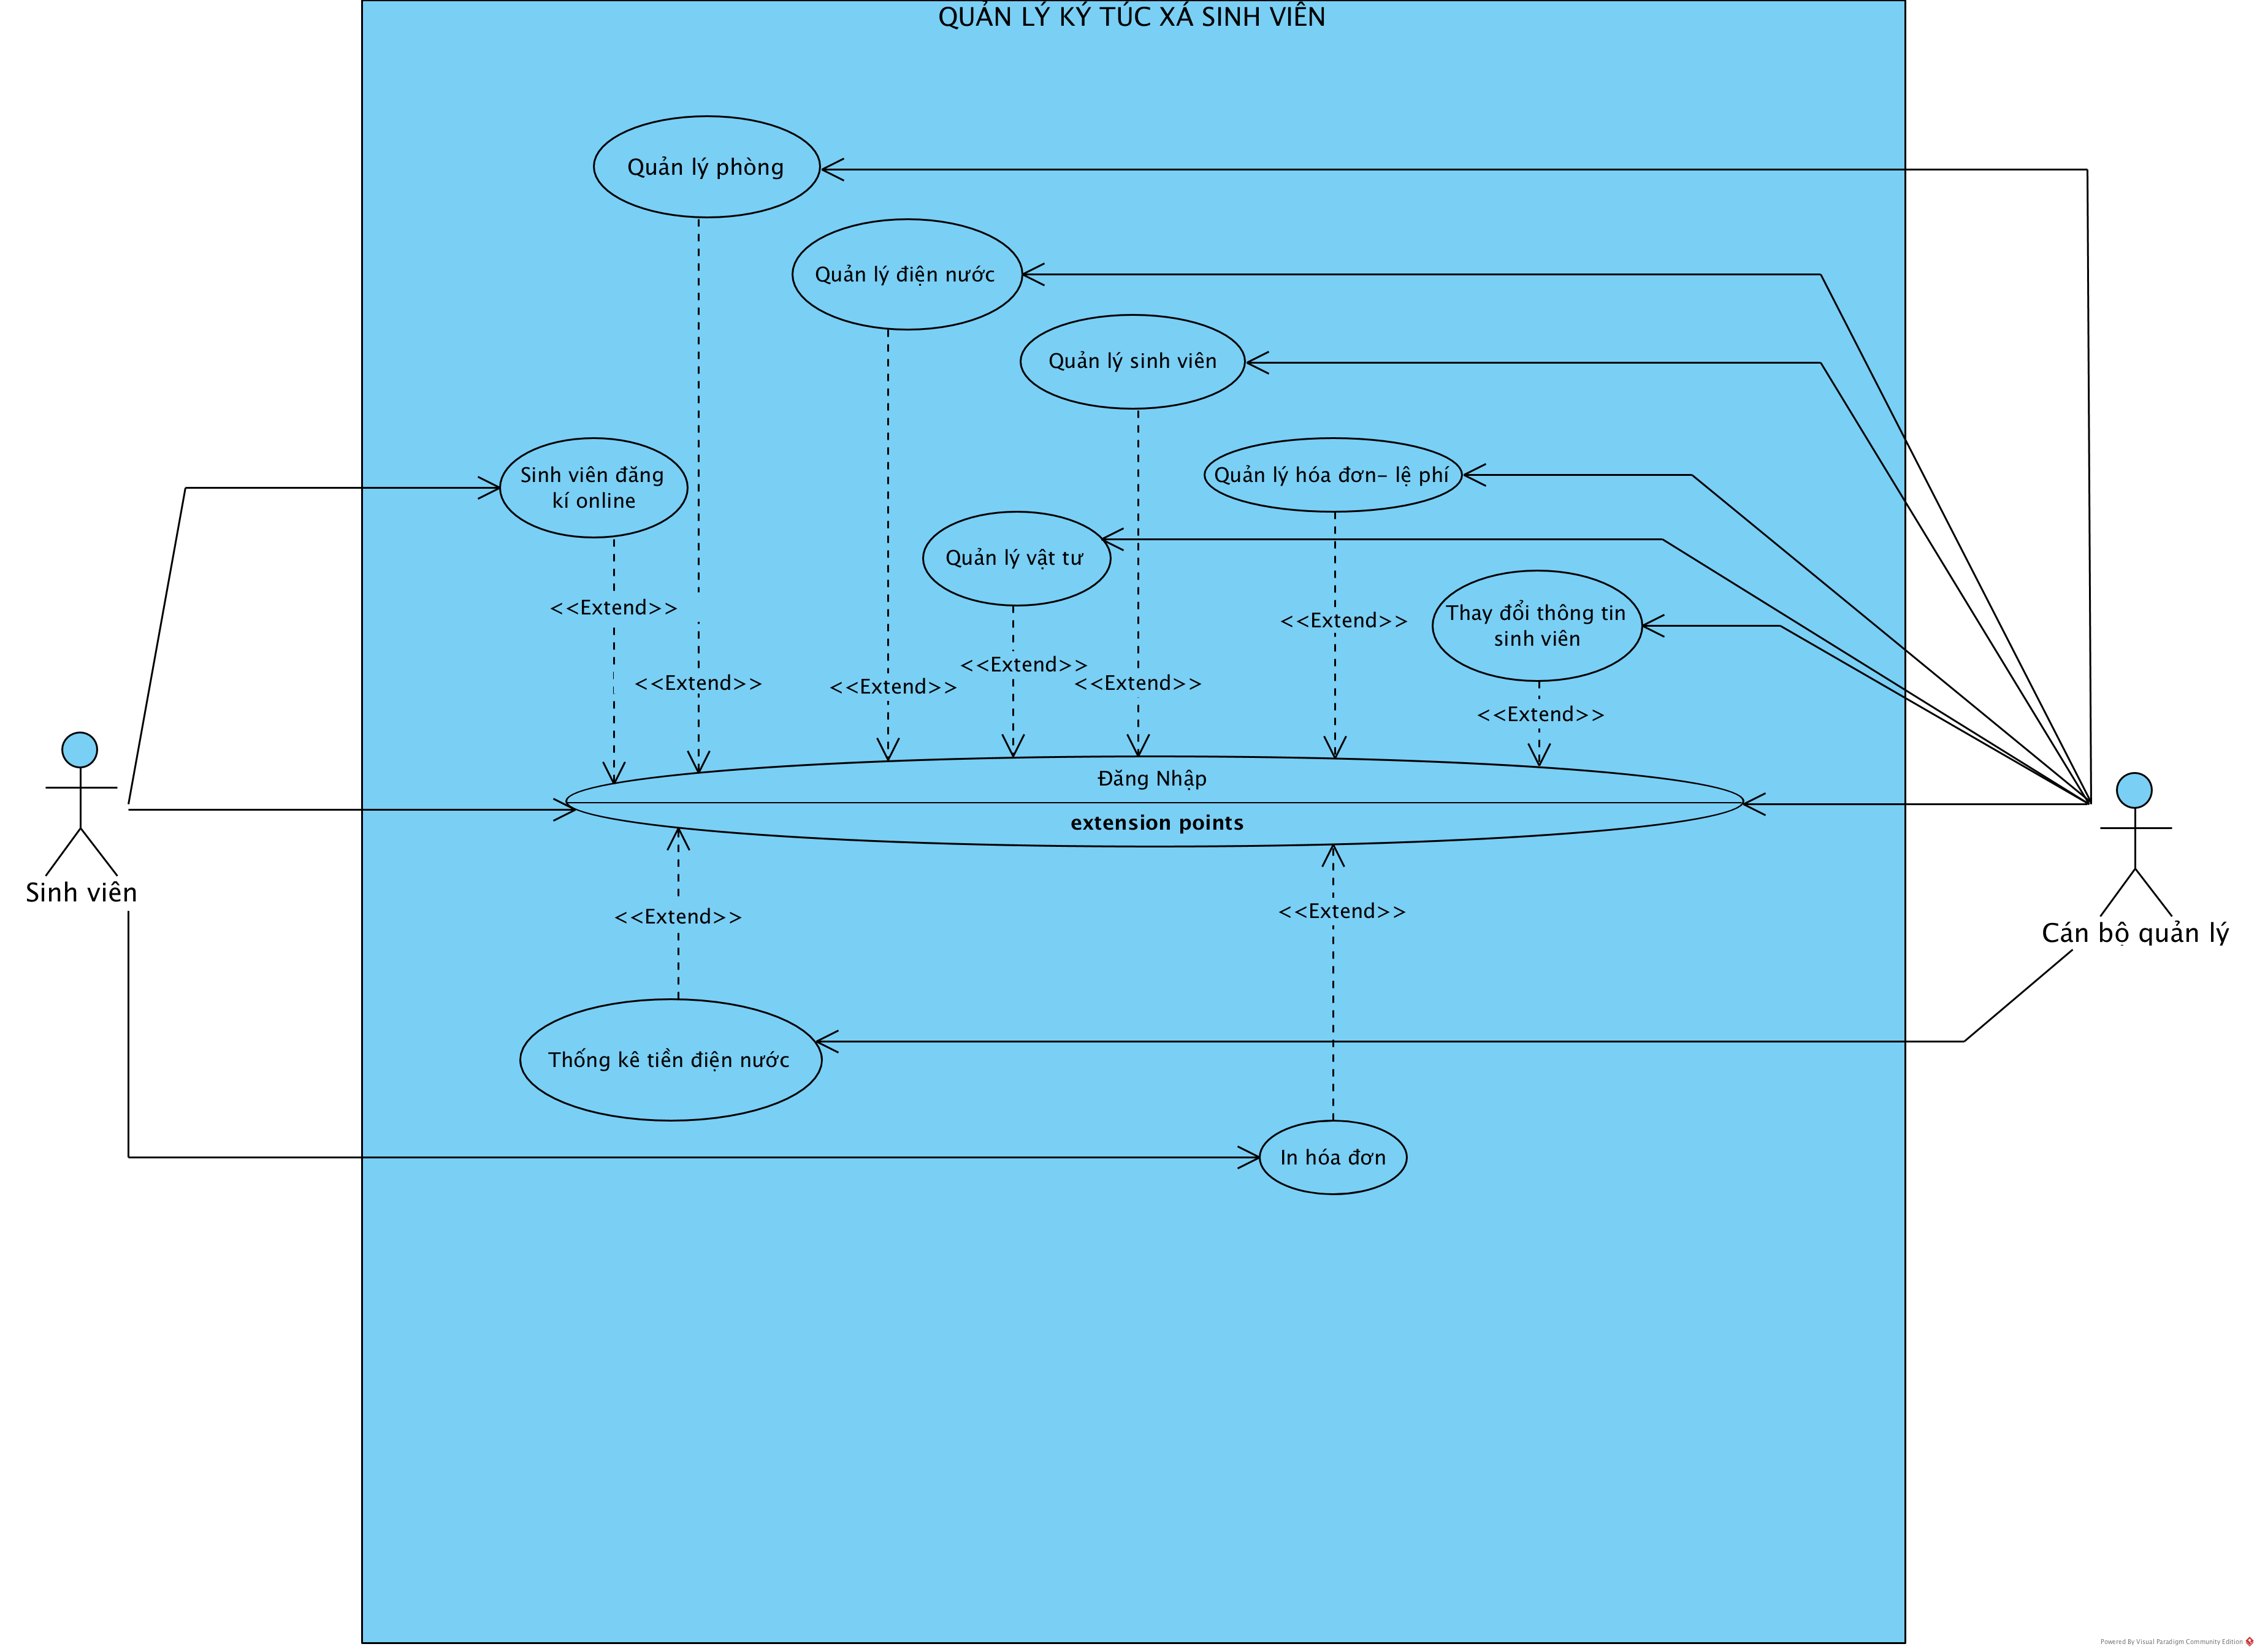 QUẢN LÝ KÝ TÚC XÁ SINH VIÊN
Quản lý phòng
Quản lý điện nước
Quản lý sinh viên
Sinh viên đăng
kí online
Quản lý hóa đơn- lệ phí
Quản lý vật tư
Thay đổi thông tin
sinh viên
<<Extend>>
<<Extend>>
<<Extend>>
<<Extend>>
<<Extend>>
<<Extend>>
<<Extend>>
Đăng Nhập
extension points
Sinh viên
Cán bộ quản lý
<<Extend>>
<<Extend>>
Thống kê tiền điện nước
In hóa đơn
Powered By Visual Paradigm Community Edition